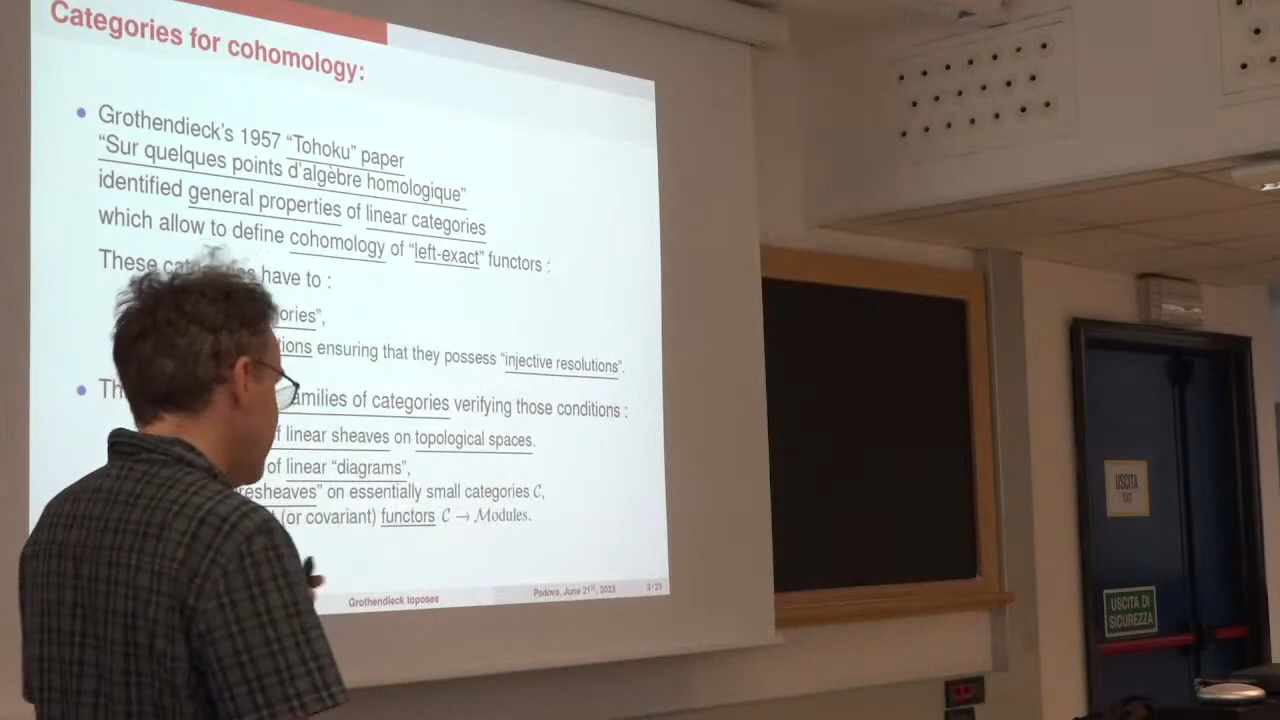 Categories for cohomology:
• Grothendieck's 1957 “Tohoku” paper
“Sur quelques points d'algèbre homologique”
identified general properties of linear categories
which allow to define cohomology of “left-exact” functors :
These have to :
ories”,
ions ensuring that they possess “injective resolutions”.
• Th amilies of categories verifying those conditions :
f linear sheaves on topological spaces.
of linear “diagrams”,
resheaves” on essentially small categories C,
(or covariant) functors C → Modules.
Grothendieck toposes
Padova, June 21st, 2023
3 / 21
USCITA
EXIT
USCITA DI
SICUREZZA